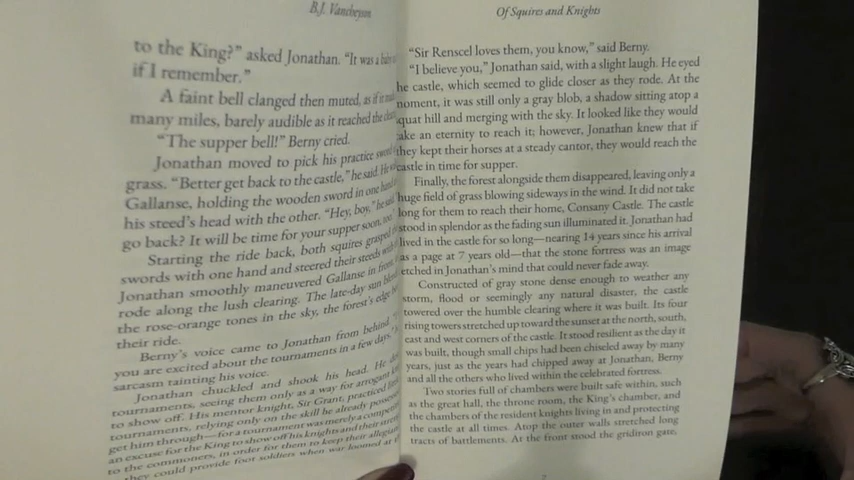 B.J. Vancheyson
to the King?” asked Jonathan. “It was a baby
if I remember.”
A faint bell clanged then muted, as if it
many miles, barely audible as it reached the
“The supper bell!” Berny cried.
Jonathan moved to pick his practice sword
grass. “Better get back to the castle,” he said. He
Gallanse, holding the wooden sword in one hand
his steed’s head with the other. “Hey, boy,” he said
go back? It will be time for your supper soon, too.”
Starting the ride back, both squires grasped
swords with one hand and steered their steeds
Jonathan smoothly maneuvered Gallanse in front,
rode along the lush clearing. The late-day sun
the rose-orange tones in the sky, the forest’s edge
their ride.
Berny’s voice came to Jonathan from behind.
you are excited about the tournaments in a few days,”
sarcasm tainting his voice.
Jonathan chuckled and shook his head. He
tournaments, seeing them only as a way for arrogant
to show off. His mentor knight, Sir Grant, practiced
tournaments, relying only on the skill he already possessed
get him through—for a tournament was merely a
an excuse for the King to show off his knights and their
to the commoners, in order for them to keep their
they could provide foot soldiers when war loomed at
Of Squires and Knights
“Sir Renscel loves them, you know,” said Berny.
“I believe you,” Jonathan said, with a slight laugh. He eyed
he castle, which seemed to glide closer as they rode. At the
moment, it was still only a gray blob, a shadow sitting atop a
squat hill and merging with the sky. It looked like they would
ake an eternity to reach it; however, Jonathan knew that if
they kept their horses at a steady cantor, they would reach the
castle in time for supper.
Finally, the forest alongside them disappeared, leaving only a
huge field of grass blowing sideways in the wind. It did not take
long for them to reach their home, Consany Castle. The castle
stood in splendor as the fading sun illuminated it. Jonathan had
lived in the castle for so long—nearing 14 years since his arrival
as a page at 7 years old—that the stone fortress was an image
etched in Jonathan’s mind that could never fade away.
Constructed of gray stone dense enough to weather any
storm, flood or seemingly any natural disaster, the castle
towered over the humble clearing where it was built. Its four
rising towers stretched up toward the sunset at the north, south,
east and west corners of the castle. It stood resilient as the day it
was built, though small chips had been chiseled away by many
years, just as the years had chipped away at Jonathan, Berny
and all the others who lived within the celebrated fortress.
Two stories full of chambers were built safe within, such
as the great hall, the throne room, the King’s chamber, and
the chambers of the resident knights living in and protecting
the castle at all times. Atop the outer walls stretched long
tracts of battlements. At the front stood the gridiron gate,